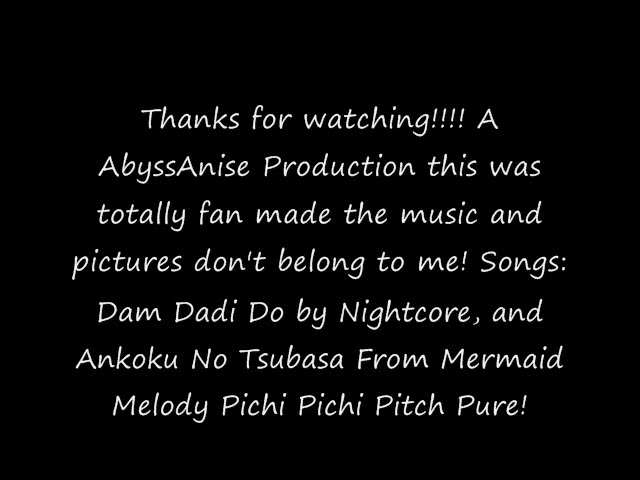 Thanks for watching!!!! A
AbyssAnise Production this was
totally fan made the music and
pictures don't belong to me! Songs:
Dam Dadi Do by Nightcore, and
Ankoku No Tsubasa From Mermaid
Melody Pichi Pichi Pitch Pure!